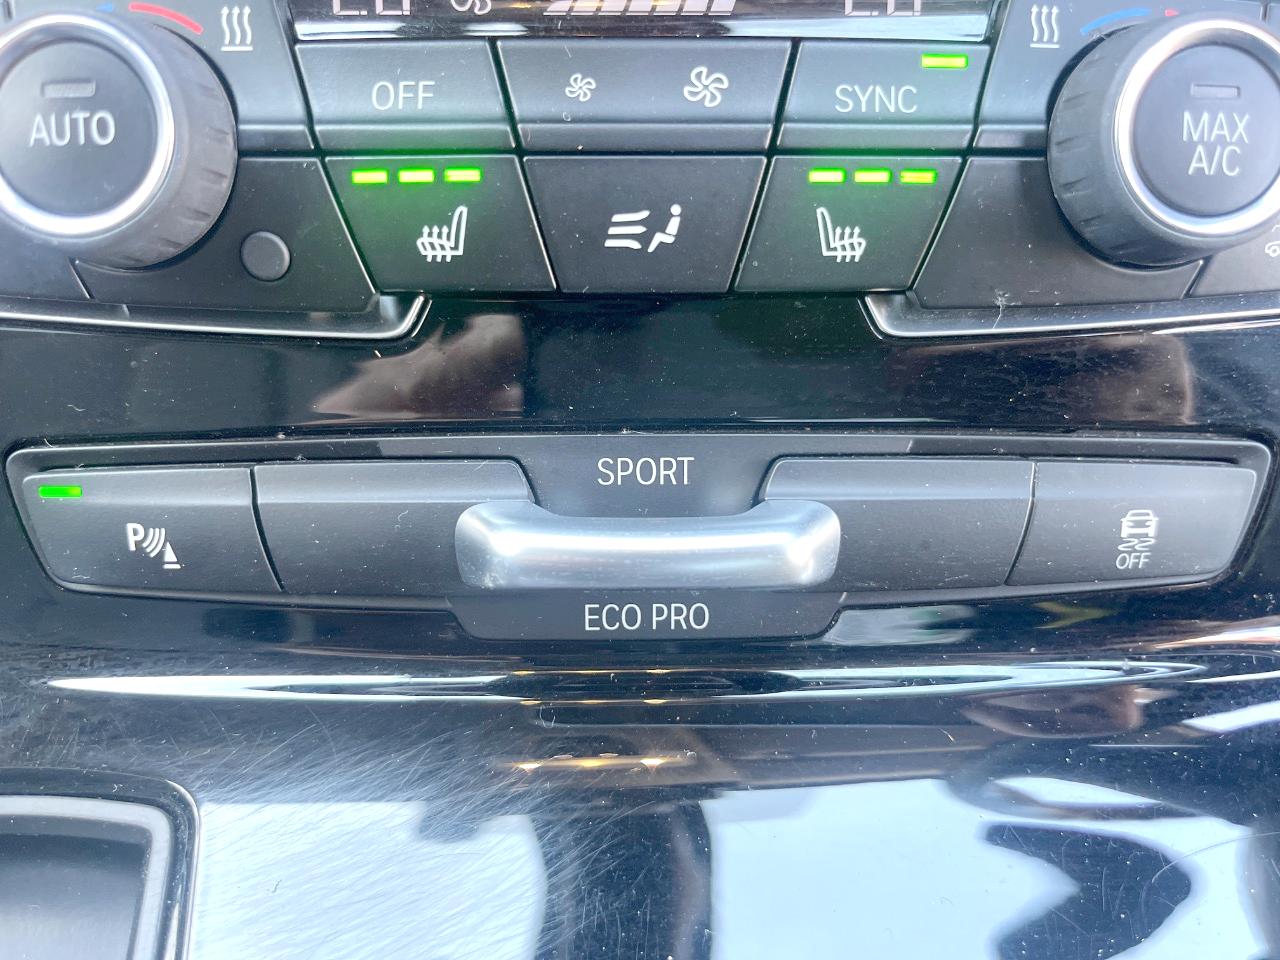 OFF
SYNC
AUTO
MAX
A/C
SPORT
P
OFF
ECO PRO